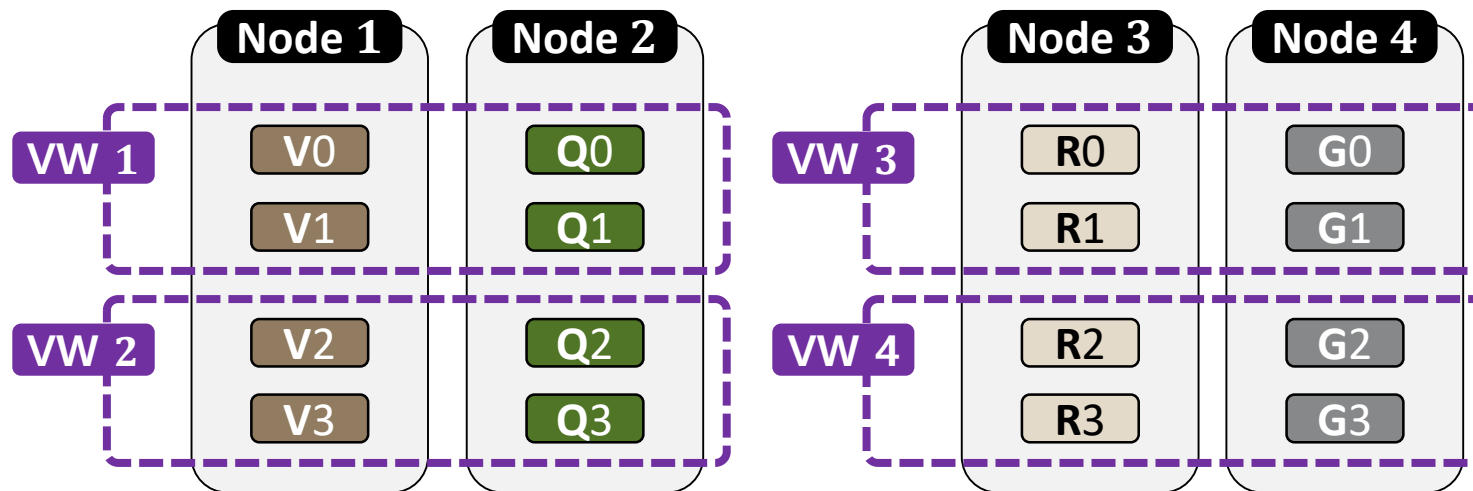 Node 1
Node 2
Node 3
Node 4
VW 1
V0
Q0
V1
Q1
VW 3
R0
G0
R1
G1
VW 2
V2
Q2
V3
Q3
VW 4
R2
G2
R3
G3